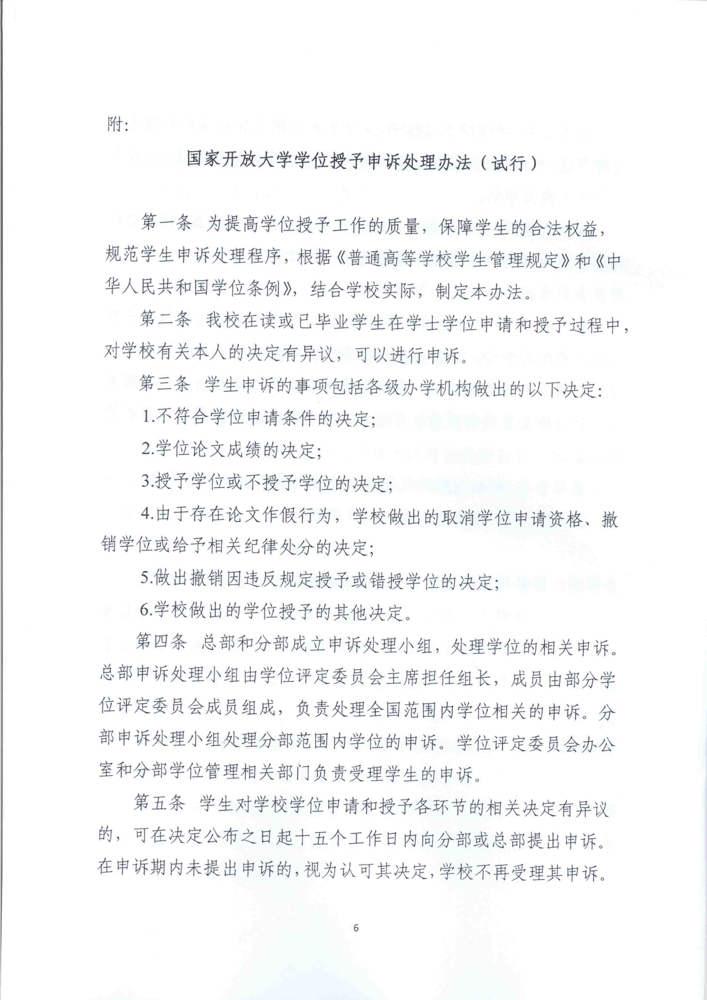 附：
国家开放大学学位授予申诉处理办法（试行）
第一条 为提高学位授予工作的质量，保障学生的合法权益，
规范学生申诉处理程序，根据《普通高等学校学生管理规定》和《中
华人民共和国学位条例》，结合学校实际，制定本办法。
第二条 我校在读或已毕业学生在学士学位申请和授予过程中，
对学校有关本人的决定有异议，可以进行申诉。
第三条 学生申诉的事项包括各级办学机构做出的以下决定：
1.不符合学位申请条件的决定；
2.学位论文成绩的决定；
3.授予学位或不授予学位的决定；
4.由于存在论文作假行为，学校做出的取消学位申请资格、撤
销学位或给予相关纪律处分的决定；
5.做出撤销因违反规定授予或错授学位的决定；
6.学校做出的学位授予的其他决定。
第四条 总部和分部成立申诉处理小组，处理学位的相关申诉。
总部申诉处理小组由学位评定委员会主席担任组长，成员由部分学
位评定委员会成员组成，负责处理全国范围内学位相关的申诉。分
部申诉处理小组处理分部范围内学位的申诉。学位评定委员会办公
室和分部学位管理相关部门负责受理学生的申诉。
第五条 学生对学校学位申请和授予各环节的相关决定有异议
的，可在决定公布之日起十五个工作日内向分部或总部提出申诉。
在申诉期内未提出申诉的，视为认可其决定，学校不再受理其申诉。
6